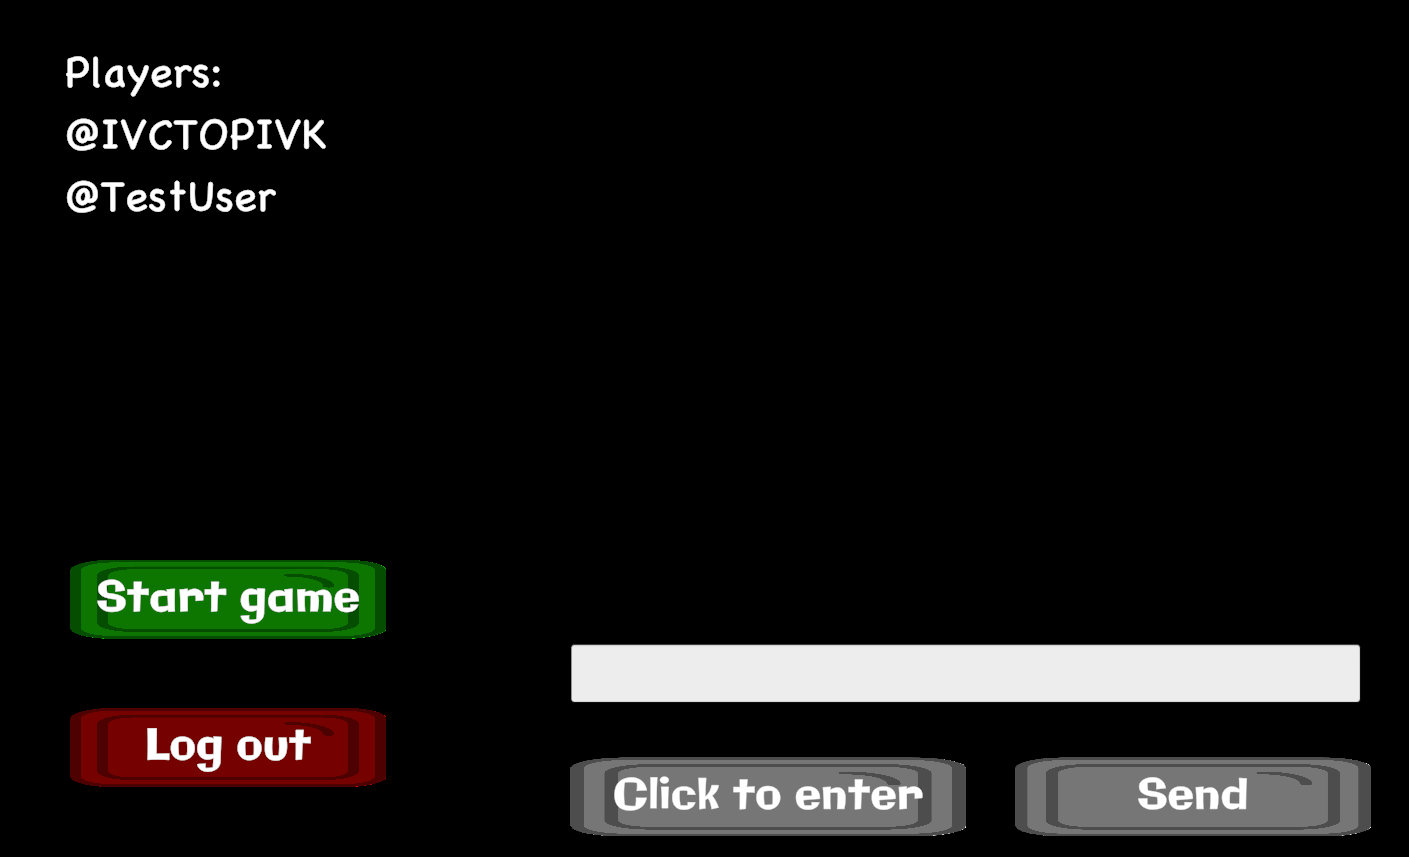 Players:
@IVCTOPIVK
@TestUser
Start game
Log out
Click to enter
Send